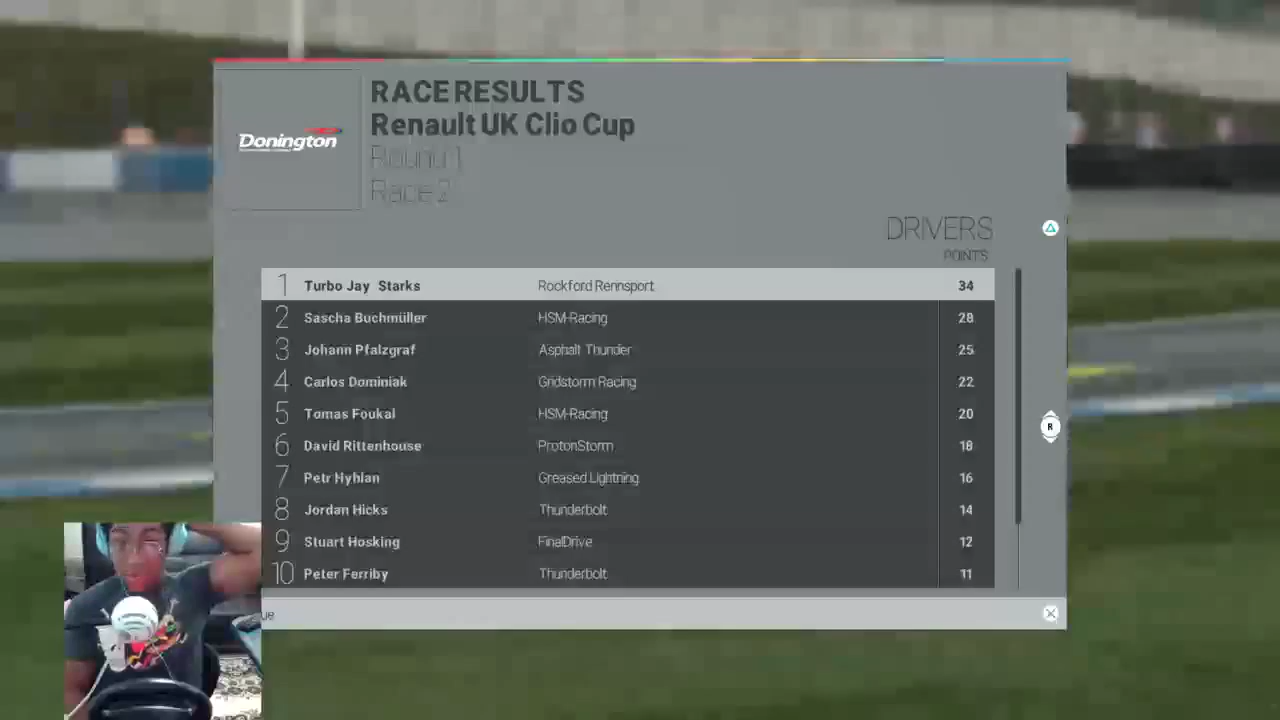 RACE RESULTS
Donington
Renault UK Clio Cup
Round 1
Race 2
DRIVERS
POINTS
1 Turbo Jay Starks Rockford Rennsport 34
2 Sascha Buchmüller HSM-Racing 28
3 Johann Pfalzgraf Asphalt Thunder 25
4 Carlos Dominiak Gridstorm Racing 22
5 Tomas Foukal HSM-Racing 20
6 David Rittenhouse ProtonStorm 18
7 Petr Hyhlan Greased Lightning 16
8 Jordan Hicks Thunderbolt 14
9 Stuart Hosking FinalDrive 12
10 Peter Ferriby Thunderbolt 11
R
ue